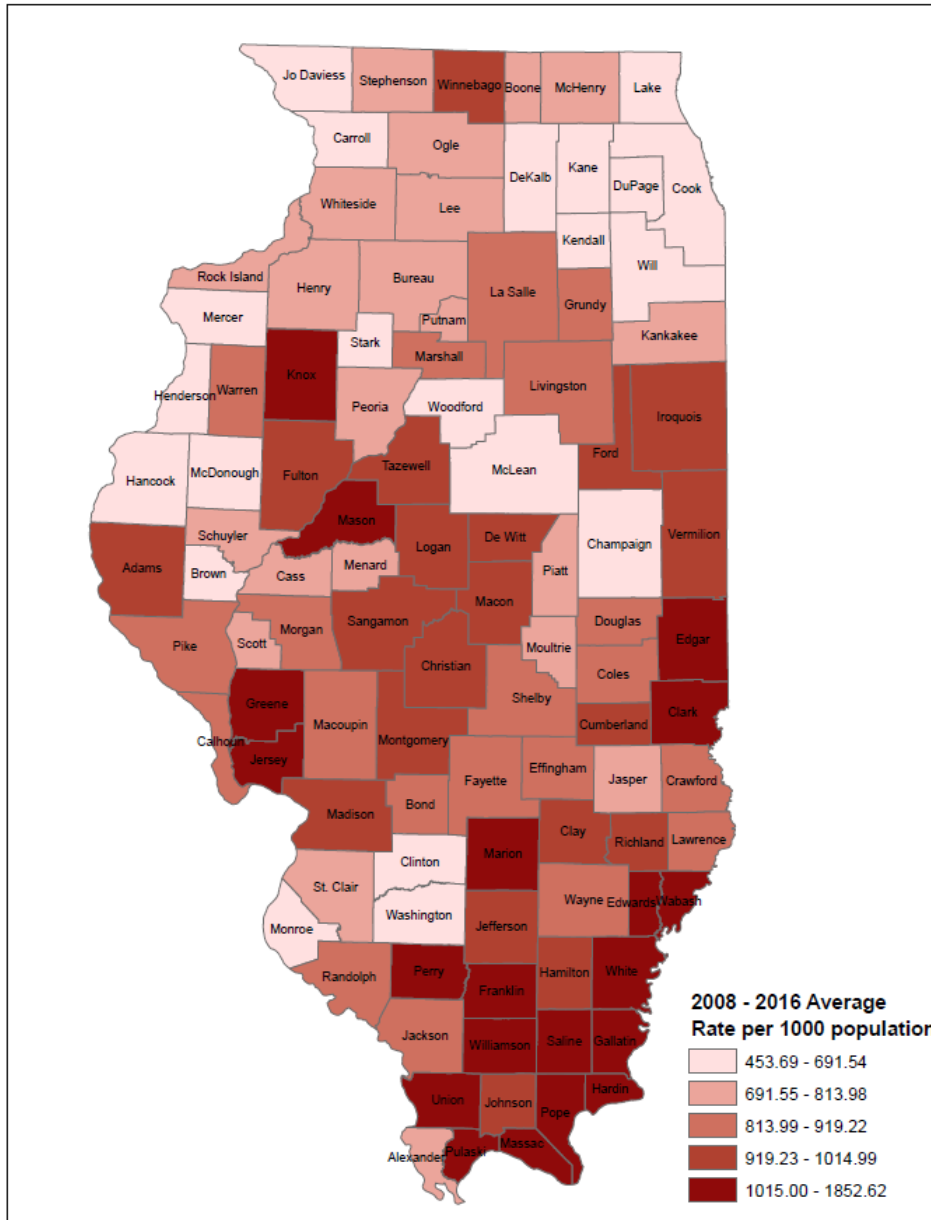 Jo Daviess
Stephenson
Winnebago
Boone
McHenry
Lake
Carroll
Ogle
DeKalb
Kane
DuPage
Cook
Whiteside
Lee
Kendall
Will
Rock Island
Henry
Bureau
La Salle
Grundy
Mercer
Putnam
Kankakee
Stark
Marshall
Knox
Warren
Livingston
Henderson
Peoria
Woodford
Iroquois
Ford
Hancock
McDonough
Fulton
Tazewell
McLean
Mason
Schuyler
Logan
De Witt
Champaign
Vermilion
Adams
Brown
Cass
Menard
Piatt
Macon
Pike
Scott
Morgan
Sangamon
Douglas
Edgar
Moultrie
Christian
Coles
Shelby
Greene
Macoupin
Montgomery
Cumberland
Clark
Calhoun
Jersey
Fayette
Effingham
Jasper
Crawford
Madison
Bond
Clay
Richland
Lawrence
Marion
Clinton
St. Clair
Wayne
Edwards
Wabash
Washington
Monroe
Jefferson
Randolph
Perry
Hamilton
White
Franklin
Jackson
Williamson
Saline
Gallatin
Union
Johnson
Pope
Hardin
Alexander
Pulaski
Massac
2008 - 2016 Average
Rate per 1000 population
453.69 - 691.54
691.55 - 813.98
813.99 - 919.22
919.23 - 1014.99
1015.00 - 1852.62